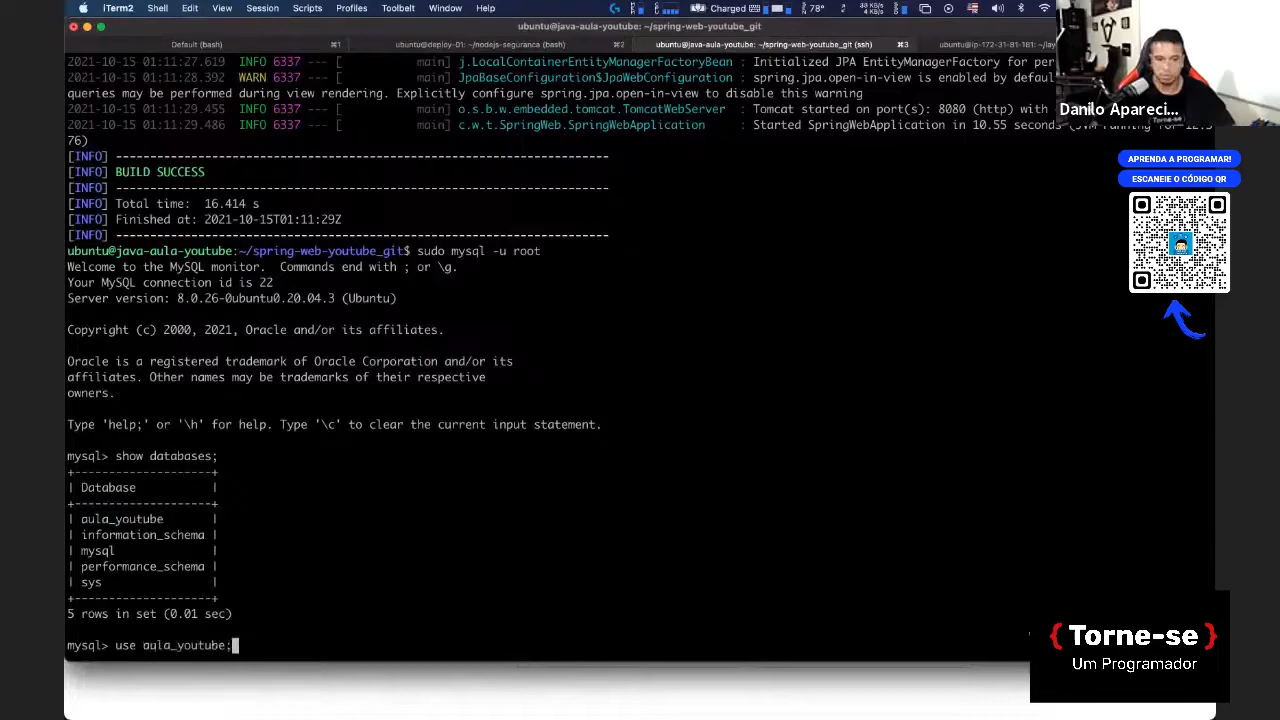 iTerm2 Shell Edit View Session Scripts Profiles Toolbelt Window Help Charged 78°
ubuntu@java-aula-youtube: ~/spring-web-youtube_git
Default (bash) ⌘1 ubuntu@deploy-01: ~/nodejs-seguranca (bash) ⌘2 ubuntu@java-aula-youtube: ~/spring-web-youtube_git (ssh) ⌘3 ubuntu@ip-172-31-81-181: ~/lay
2021-10-15 01:11:27.619 INFO 6337 --- [ main] j.LocalContainerEntityManagerFactoryBean : Initialized JPA EntityManagerFactory for per
2021-10-15 01:11:28.392 WARN 6337 --- [ main] JpaBaseConfiguration$JpaWebConfiguration : spring.jpa.open-in-view is enabled by defau
queries may be performed during view rendering. Explicitly configure spring.jpa.open-in-view to disable this warning
2021-10-15 01:11:29.455 INFO 6337 --- [ main] o.s.b.w.embedded.tomcat.TomcatWebServer : Tomcat started on port(s): 8080 (http) with
2021-10-15 01:11:29.486 INFO 6337 --- [ main] c.w.t.SpringWeb.SpringWebApplication : Started SpringWebApplication in 10.55 seconds
76)
[INFO] ------------------------------------------------------------------------
[INFO] BUILD SUCCESS
[INFO] ------------------------------------------------------------------------
[INFO] Total time: 16.414 s
[INFO] Finished at: 2021-10-15T01:11:29Z
[INFO] ------------------------------------------------------------------------
ubuntu@java-aula-youtube:~/spring-web-youtube_git$ sudo mysql -u root
Welcome to the MySQL monitor. Commands end with ; or \g.
Your MySQL connection id is 22
Server version: 8.0.26-0ubuntu0.20.04.3 (Ubuntu)
Copyright (c) 2000, 2021, Oracle and/or its affiliates.
Oracle is a registered trademark of Oracle Corporation and/or its
affiliates. Other names may be trademarks of their respective
owners.
Type 'help;' or '\h' for help. Type '\c' to clear the current input statement.
mysql> show databases;
+--------------------+
| Database |
+--------------------+
| aula_youtube |
| information_schema |
| mysql |
| performance_schema |
| sys |
+--------------------+
5 rows in set (0.01 sec)
mysql> use aula_youtube;
Danilo Apareci...
APRENDA A PROGRAMAR!
ESCANEIE O CÓDIGO QR
{ Torne-se }
Um Programador